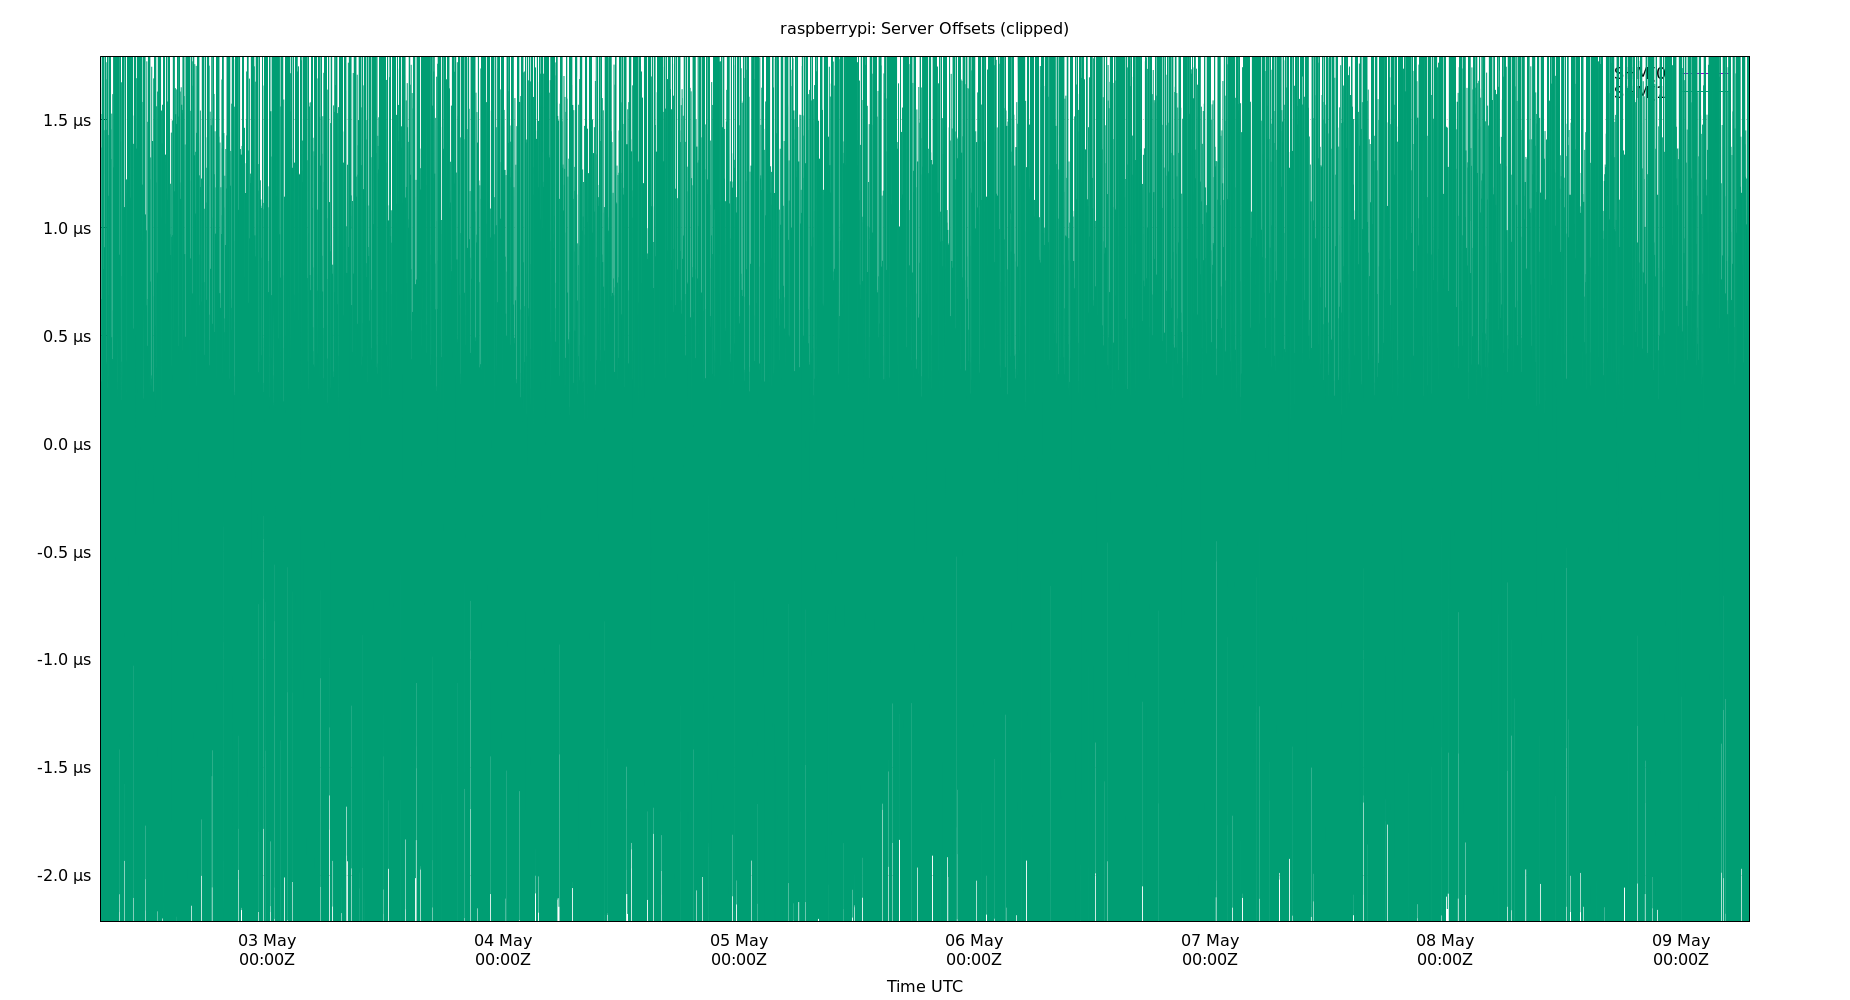 raspberrypi: Server Offsets (clipped)
1.5 µs
1.0 µs
0.5 µs
0.0 µs
-0.5 µs
-1.0 µs
-1.5 µs
-2.0 µs
03 May 04 May 05 May 06 May 07 May 08 May 09 May
00:00Z 00:00Z 00:00Z 00:00Z 00:00Z 00:00Z 00:00Z
Time UTC